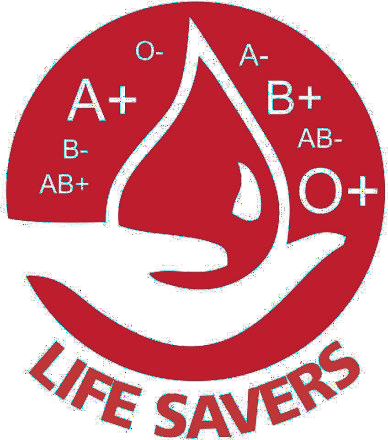 O-
A-
A+
B+
B-
AB-
AB+
O+
LIFE SAVERS